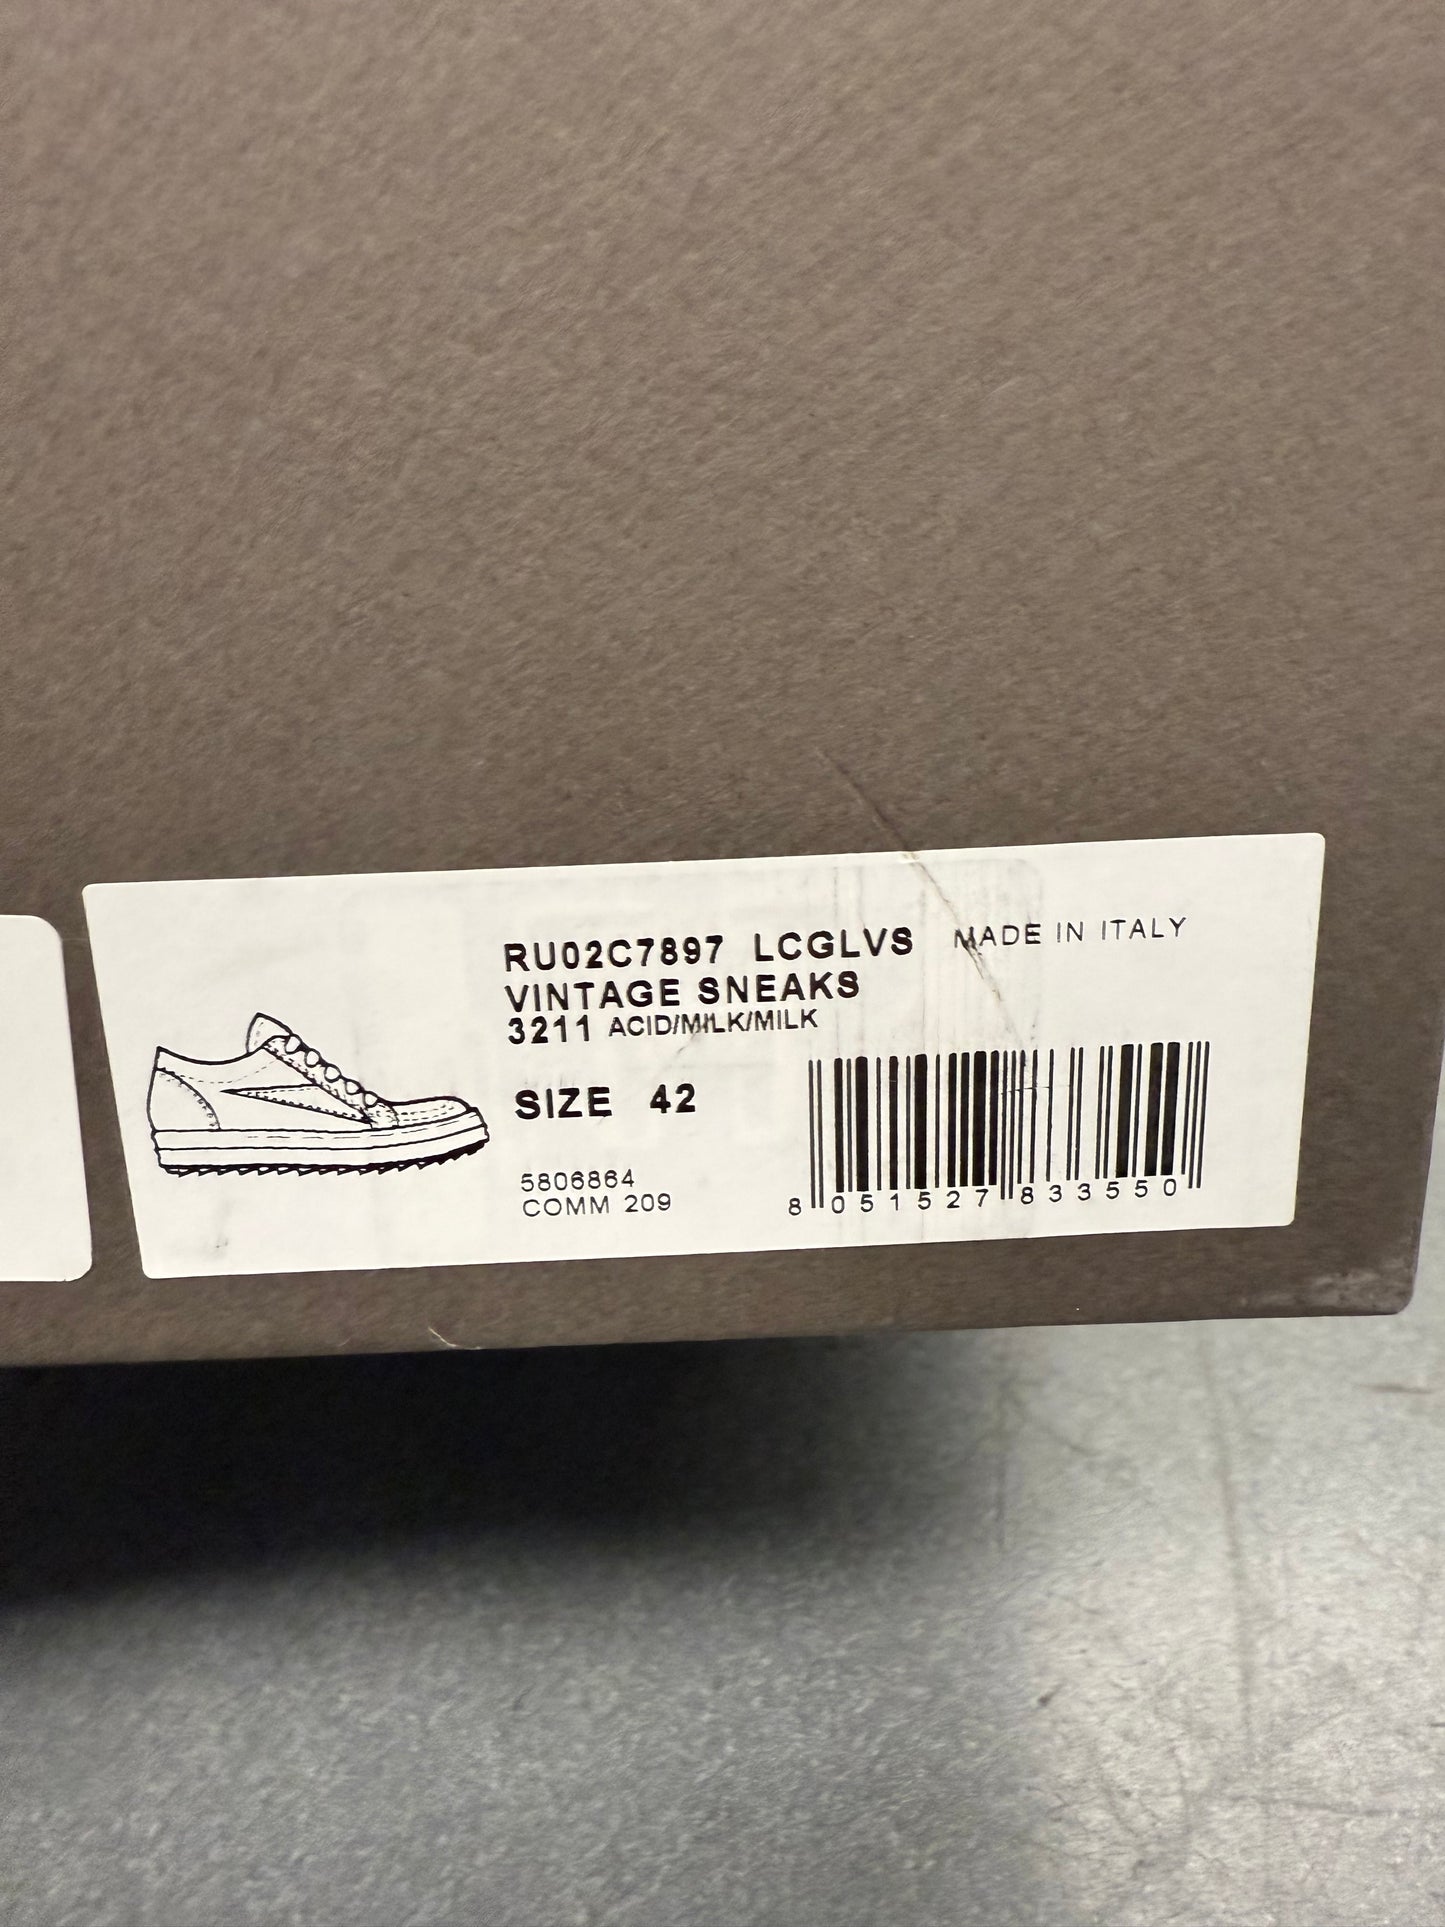 RU02C7897 LCGLVS MADE IN ITALY
VINTAGE SNEAKS
3211 ACID/MILK/MILK
SIZE 42
5806864
COMM 209
8 051527 833550